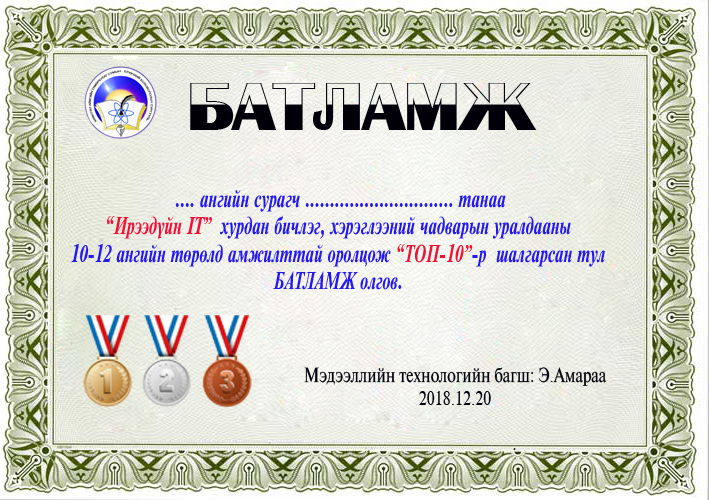 БАТЛАМЖ
.... ангийн сурагч .............................. танаа
“Ирээдүйн IT” хурдан бичлэг, хэрэглээний чадварын уралдааны
10-12 ангийн төрөлд амжилттай оролцож “ТОП-10”-р шалгарсан тул
БАТЛАМЖ олгов.
1 2 3
Мэдээллийн технологийн багш: Э.Амараа
2018.12.20